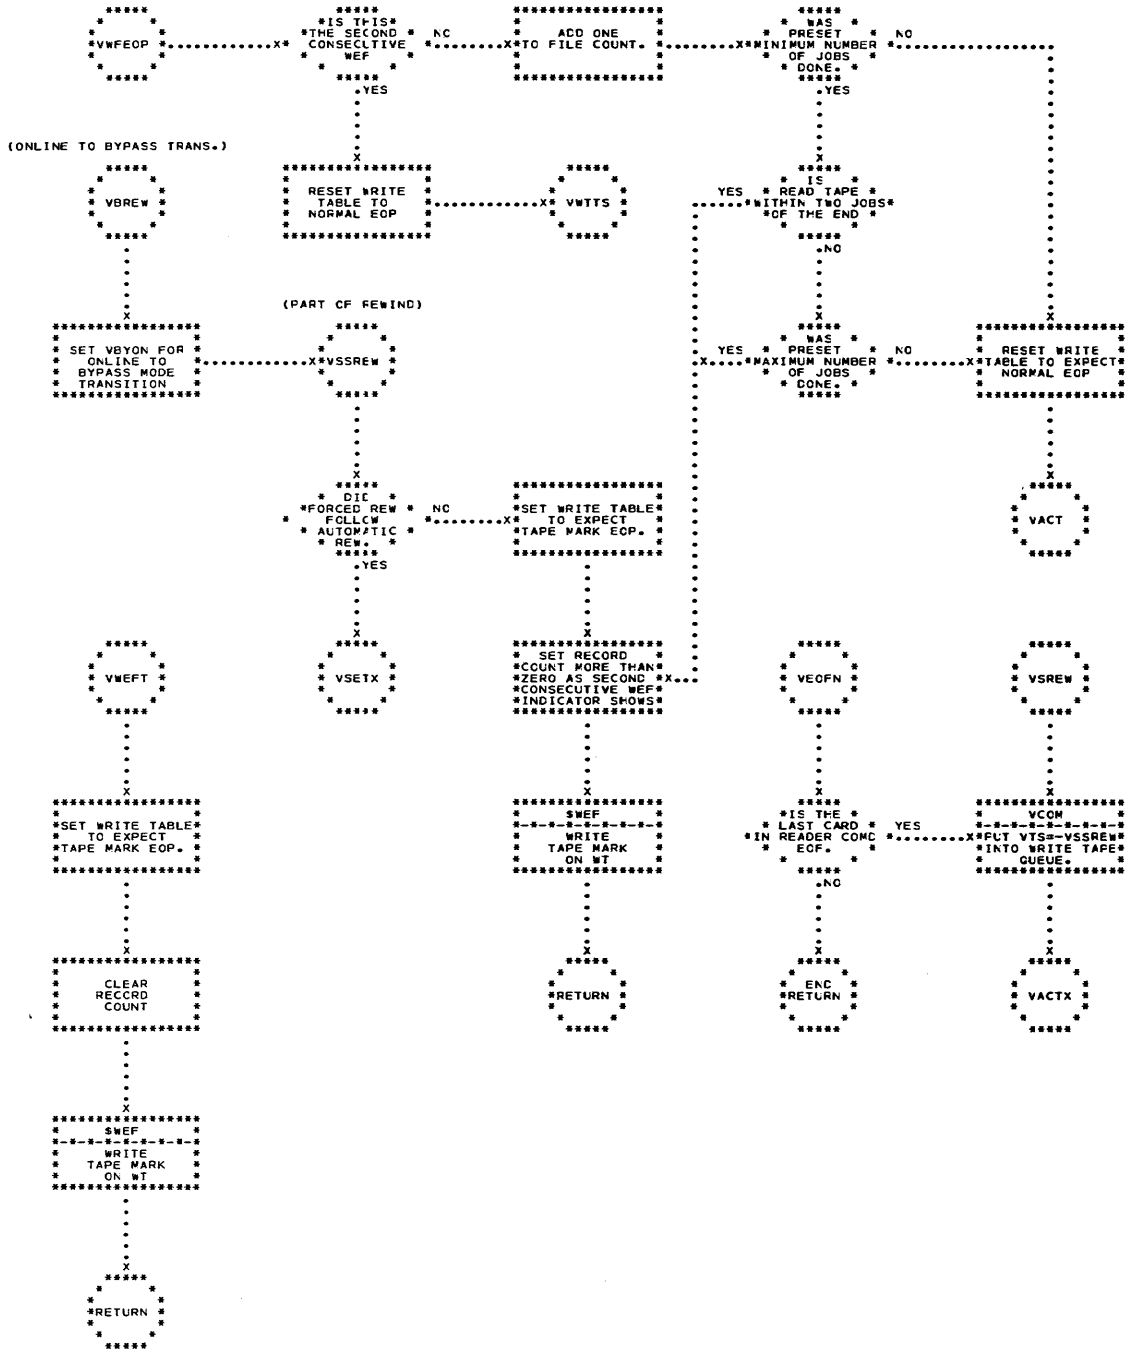 VWFEOP
IS THIS
THE SECOND
CONSECUTIVE
WEF
NO
ADD ONE
TO FILE COUNT.
WAS
PRESET
MINIMUM NUMBER
OF JOBS
DONE.
NO
YES
YES
(ONLINE TO BYPASS TRANS.)
VBREW
RESET WRITE
TABLE TO
NORMAL EOP
VWTTS
YES
IS
READ TAPE
WITHIN TWO JOBS
OF THE END
NO
(PART OF REWIND)
SET VBYON FOR
ONLINE TO
BYPASS MODE
TRANSITION
VSSREW
YES
WAS
PRESET
MAXIMUM NUMBER
OF JOBS
DONE.
NO
RESET WRITE
TABLE TO EXPECT
NORMAL EOP
DID
FORCED REW
FOLLOW
AUTOMATIC
REW.
NO
YES
SET WRITE TABLE
TO EXPECT
TAPE MARK EOP.
VACT
VWEFT
VSETX
SET RECORD
COUNT MORE THAN
ZERO AS SECOND
CONSECUTIVE WEF
INDICATOR SHOWS
VEOFN
VSREW
SET WRITE TABLE
TO EXPECT
TAPE MARK EOP.
$WEF
WRITE
TAPE MARK
ON WT
IS THE
LAST CARD
IN READER COMC
EOF.
YES
NO
VCOM
PUT VTS=-VSSREW
INTO WRITE TAPE
QUEUE.
CLEAR
RECORD
COUNT
RETURN
END
RETURN
VACTX
$WEF
WRITE
TAPE MARK
ON WT
RETURN